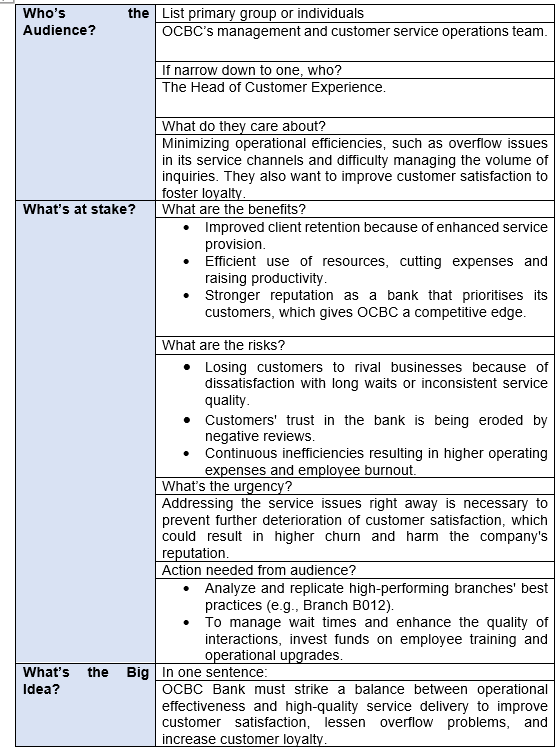 Who's the
Audience?
List primary group or individuals
OCBC's management and customer service operations team.
If narrow down to one, who?
The Head of Customer Experience.
What do they care about?
Minimizing operational efficiencies, such as overflow issues
in its service channels and difficulty managing the volume of
inquiries. They also want to improve customer satisfaction to
foster loyalty.
What's at stake?
What are the benefits?
• Improved client retention because of enhanced service
provision.
• Efficient use of resources, cutting expenses and
raising productivity.
• Stronger reputation as a bank that prioritises its
customers, which gives OCBC a competitive edge.
What are the risks?
• Losing customers to rival businesses because of
dissatisfaction with long waits or inconsistent service
quality.
• Customers' trust in the bank is being eroded by
negative reviews.
• Continuous inefficiencies resulting in higher operating
expenses and employee burnout.
What's the urgency?
Addressing the service issues right away is necessary to
prevent further deterioration of customer satisfaction, which
could result in higher churn and harm the company's
reputation.
Action needed from audience?
• Analyze and replicate high-performing branches' best
practices (e.g., Branch B012).
• To manage wait times and enhance the quality of
interactions, invest funds on employee training and
operational upgrades.
What's the Big
Idea?
In one sentence:
OCBC Bank must strike a balance between operational
effectiveness and high-quality service delivery to improve
customer satisfaction, lessen overflow problems, and
increase customer loyalty.